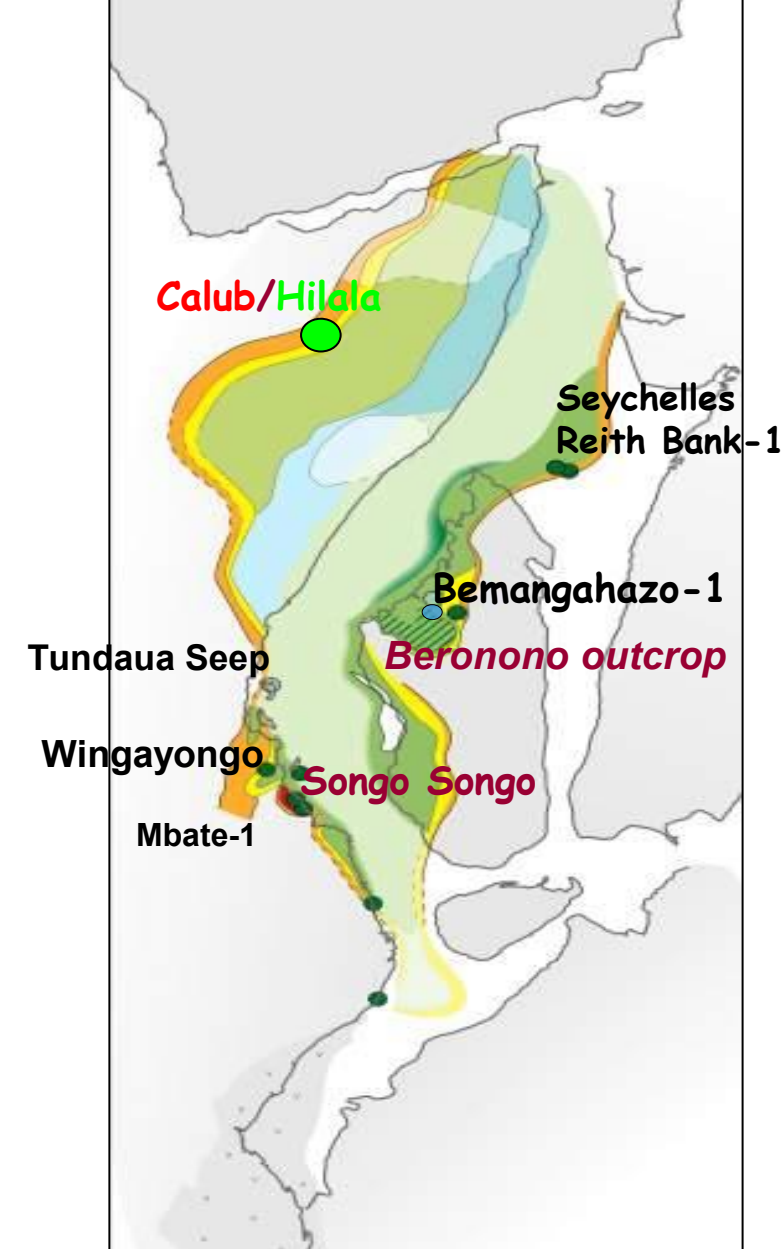 Calub/Hilala
Seychelles
Reith Bank-1
Bemangahazo-1
Tundaua Seep
Beronono outcrop
Wingayongo
Songo Songo
Mbate-1